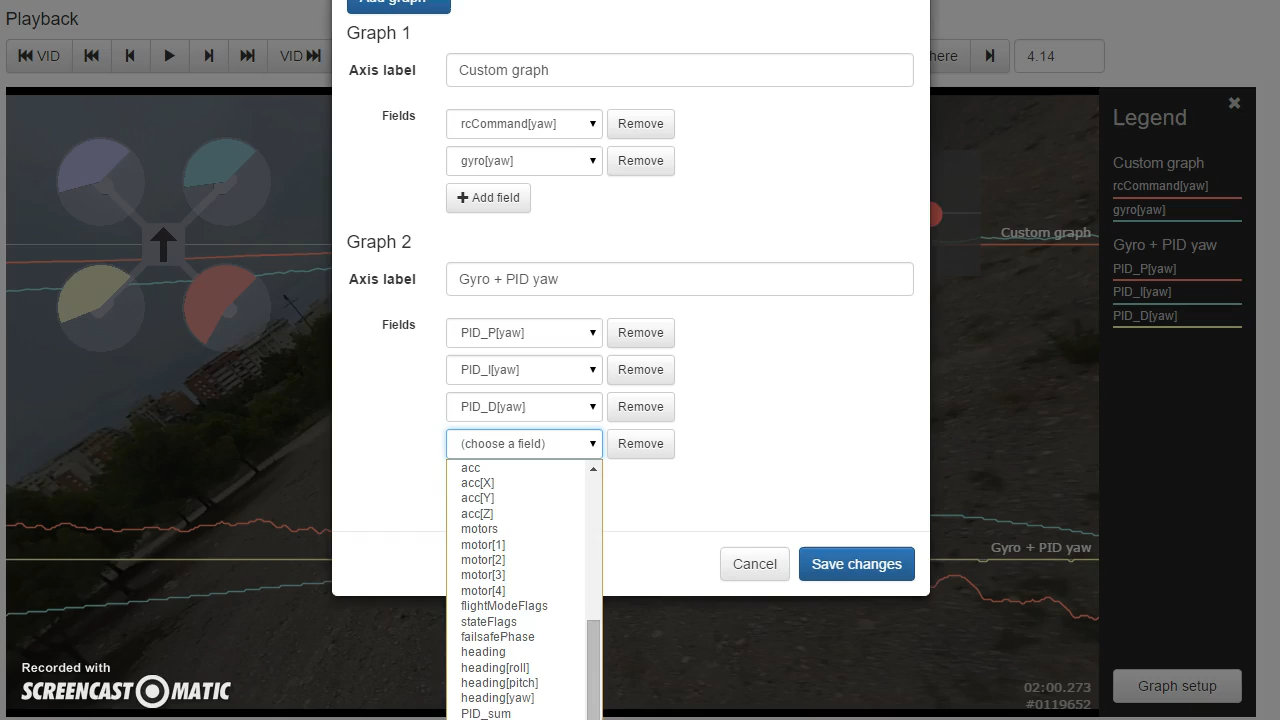 Playback
VID
VID
Add graph
here
4.14
Graph 1
Axis label
Custom graph
Fields
rcCommand[yaw]
Remove
gyro[yaw]
Remove
Add field
Graph 2
Axis label
Gyro + PID yaw
Fields
PID_P[yaw]
Remove
PID_I[yaw]
Remove
PID_D[yaw]
Remove
(choose a field)
Remove
acc
acc[X]
acc[Y]
acc[Z]
motors
motor[1]
motor[2]
motor[3]
motor[4]
flightModeFlags
stateFlags
failsafePhase
heading
heading[roll]
heading[pitch]
heading[yaw]
PID_sum
Cancel
Save changes
Custom graph
Gyro + PID yaw
Legend
Custom graph
rcCommand[yaw]
gyro[yaw]
Gyro + PID yaw
PID_P[yaw]
PID_I[yaw]
PID_D[yaw]
Graph setup
02:00.273
#0119652
Recorded with
SCREENCAST MATIC